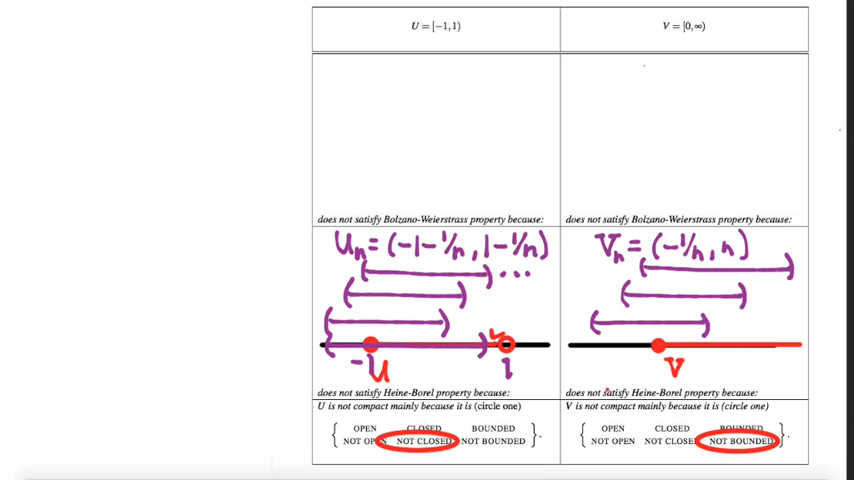 U = [−1,1)
V = [0,∞)
does not satisfy Bolzano-Weierstrass property because:
does not satisfy Bolzano-Weierstrass property because:
Uₙ = (-1-1/n, 1-1/n)
...
-1
U
1
Vₙ = (-1/n, n)
V
does not satisfy Heine-Borel property because:
does not satisfy Heine-Borel property because:
U is not compact mainly because it is (circle one)
OPEN CLOSED BOUNDED
NOT OPEN NOT CLOSED NOT BOUNDED
V is not compact mainly because it is (circle one)
OPEN CLOSED BOUNDED
NOT OPEN NOT CLOSED NOT BOUNDED